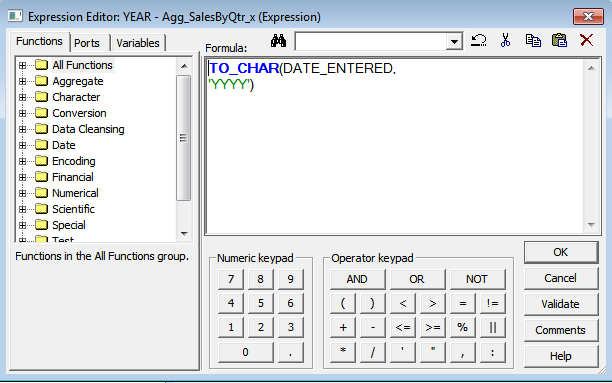 Expression Editor: YEAR - Agg_SalesByQtr_x (Expression)
Functions Ports Variables
Formula:
All Functions
Aggregate
Character
Conversion
Data Cleansing
Date
Encoding
Financial
Numerical
Scientific
Special
Test
Functions in the All Functions group.
TO_CHAR(DATE_ENTERED,
'YYYY')
Numeric keypad
7 8 9
4 5 6
1 2 3
0 .
Operator keypad
AND OR NOT
( ) < > = !=
+ - <= >= % ||
* / ' " , :
OK
Cancel
Validate
Comments
Help